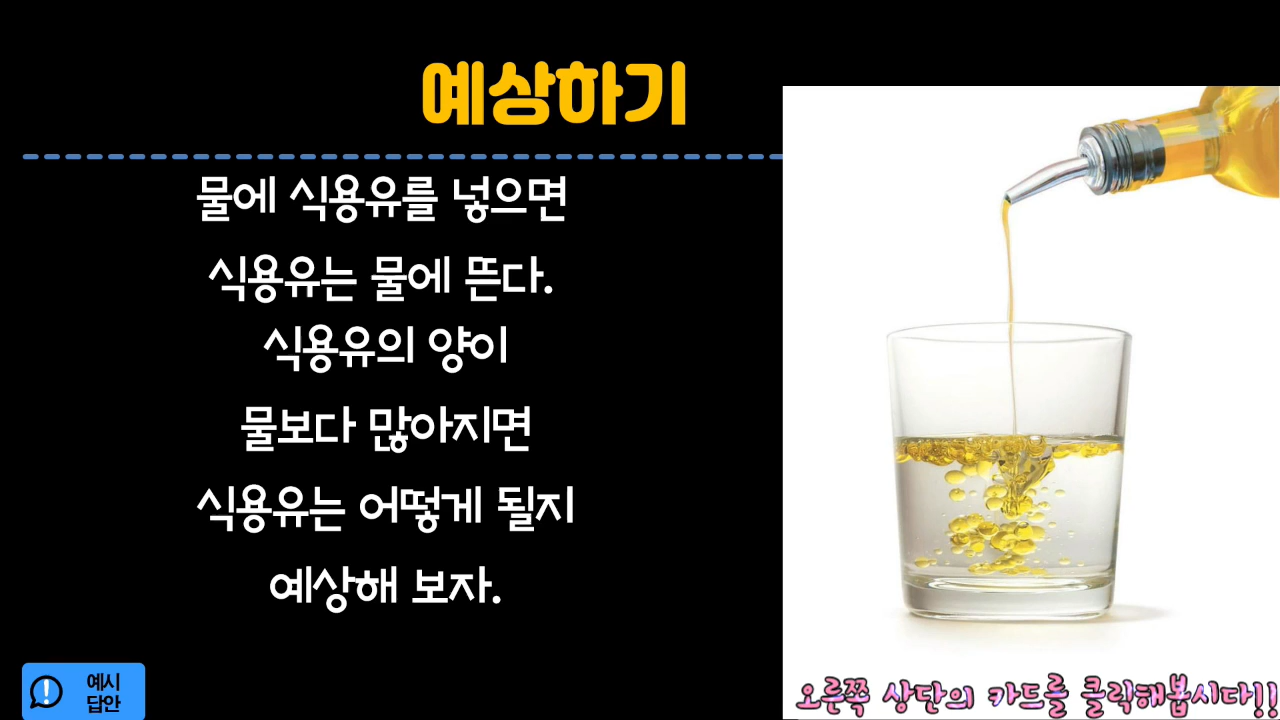 예상하기
물에 식용유를 넣으면
식용유는 물에 뜬다.
식용유의 양이
물보다 많아지면
식용유는 어떻게 될지
예상해 보자.
예시
답안
오른쪽 상단의 카드를 클릭해봅시다!!